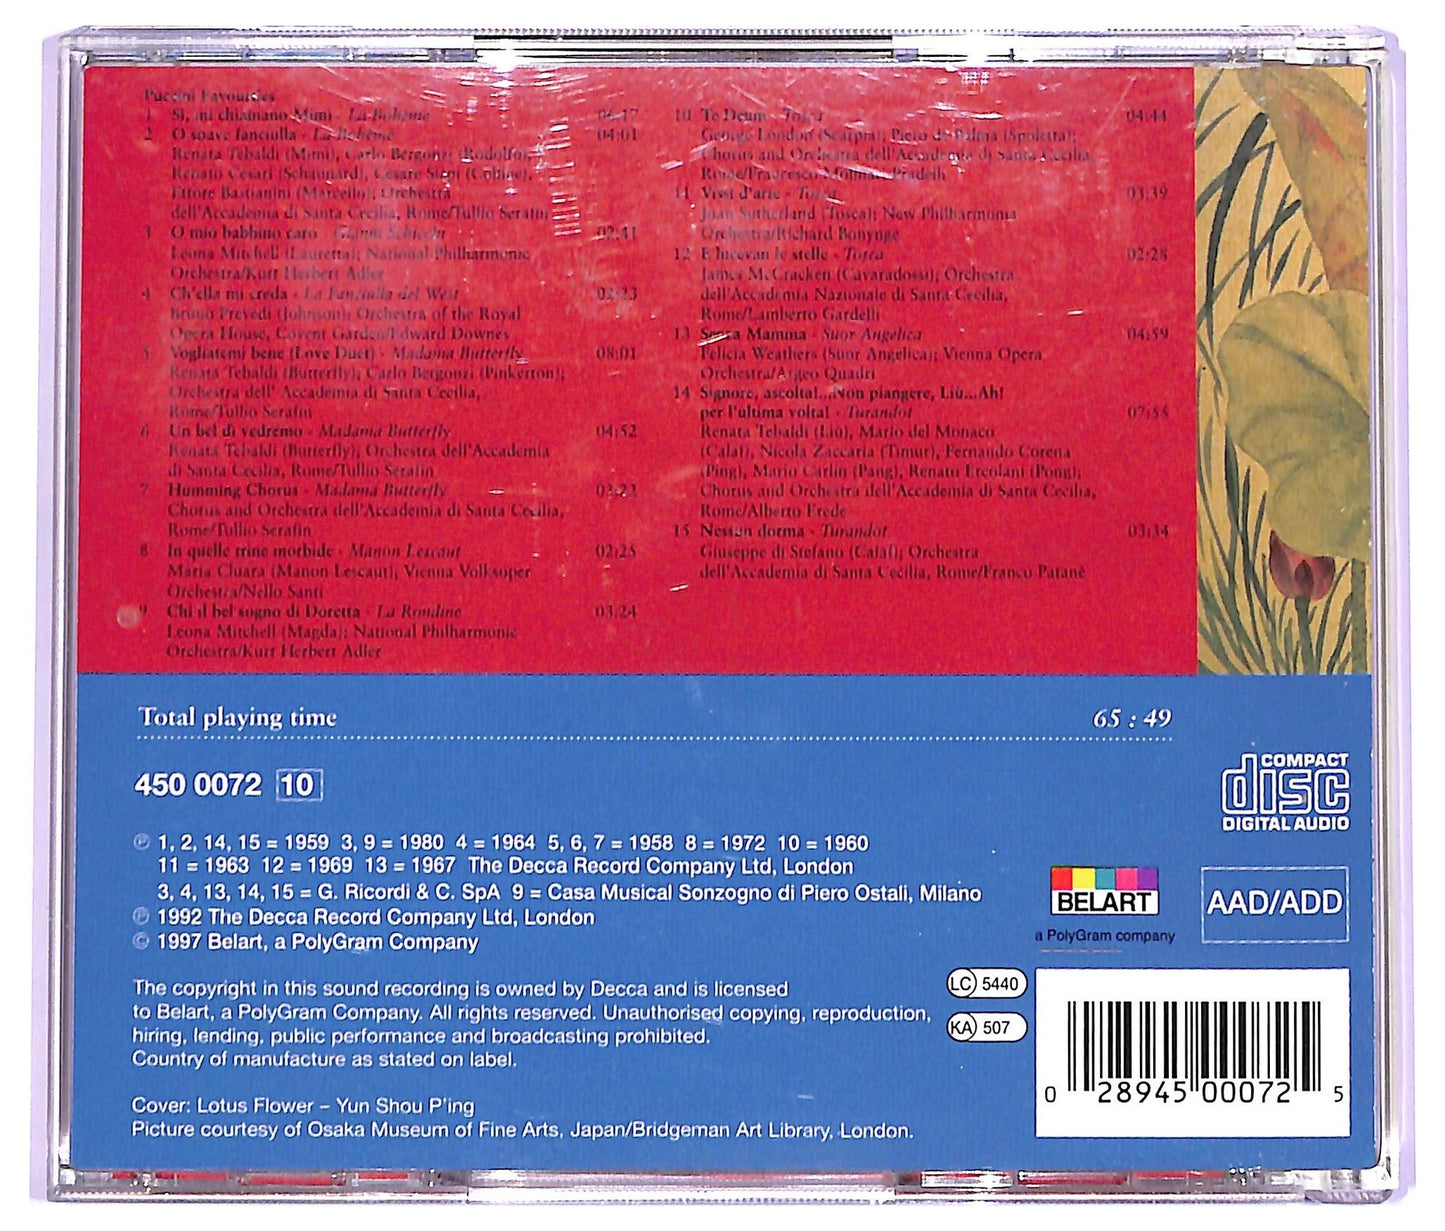 Puccini Favourites
1 Sì, mi chiamano Mimì - La Bohème
2 O soave fanciulla - La Bohème 04:01
Renata Tebaldi (Mimì), Carlo Bergonzi (Rodolfo),
Renato Cesari (Schaunard), Cesare Siepi (Colline),
Ettore Bastianini (Marcello); Orchestra
dell'Accademia di Santa Cecilia, Rome/Tullio Serafin
3 O mio babbino caro - Gianni Schicchi 02:41
Leona Mitchell (Lauretta); National Philharmonic
Orchestra/Kurt Herbert Adler
4 Ch'ella mi creda - La Fanciulla del West 02:23
Bruno Prevedi (Johnson); Orchestra of the Royal
Opera House, Covent Garden/Edward Downes
5 Vogliatemi bene (Love Duet) - Madama Butterfly 08:01
Renata Tebaldi (Butterfly); Carlo Bergonzi (Pinkerton);
Orchestra dell' Accademia di Santa Cecilia,
Rome/Tullio Serafin
6 Un bel dì vedremo - Madama Butterfly 04:52
Renata Tebaldi (Butterfly); Orchestra dell'Accademia
di Santa Cecilia, Rome/Tullio Serafin
7 Humming Chorus - Madama Butterfly
Chorus and Orchestra dell'Accademia di Santa Cecilia,
Rome/Tullio Serafin
8 In quelle trine morbide - Manon Lescaut 02:25
Maria Chiara (Manon Lescaut); Vienna Volksoper
Orchestra/Nello Santi
9 Chi il bel sogno di Doretta - La Rondine 03:24
Leona Mitchell (Magda); National Philharmonic
Orchestra/Kurt Herbert Adler
10 Te Deum - Tosca 04:44
George London (Scarpia); Piero de Palma (Spoletta);
Chorus and Orchestra dell'Accademia di Santa Cecilia
Rome/Francesco Molinari Pradelli
11 Vissi d'arte - Tosca 03:39
Joan Sutherland (Tosca); New Philharmonia
Orchestra/Richard Bonynge
12 E lucevan le stelle - Tosca 02:28
James McCracken (Cavaradossi); Orchestra
dell'Accademia Nazionale di Santa Cecilia,
Rome/Lamberto Gardelli
13 Senza Mamma - Suor Angelica 04:59
Felicia Weathers (Suor Angelica); Vienna Opera
Orchestra/Argeo Quadri
14 Signore, ascolta!...Non piangere, Liù...Ah!
per l'ultima volta! - Turandot 07:55
Renata Tebaldi (Liù), Mario del Monaco
(Calaf), Nicola Zaccaria (Timur), Fernando Corena
(Ping), Mario Carlin (Pang), Renato Ercolani (Pong);
Chorus and Orchestra dell'Accademia di Santa Cecilia,
Rome/Alberto Erede
15 Nessun dorma - Turandot 03:34
Giuseppe di Stefano (Calaf); Orchestra
dell'Accademia di Santa Cecilia, Rome/Franco Patanè
Total playing time 65 : 49
450 0072 10
COMPACT
disc
DIGITAL AUDIO
℗ 1, 2, 14, 15 = 1959 3, 9 = 1980 4 = 1964 5, 6, 7 = 1958 8 = 1972 10 = 1960
11 = 1963 12 = 1969 13 = 1967 The Decca Record Company Ltd, London
3, 4, 13, 14, 15 = G. Ricordi & C. SpA 9 = Casa Musical Sonzogno di Piero Ostali, Milano
℗ 1992 The Decca Record Company Ltd, London
© 1997 Belart, a PolyGram Company
BELART
a PolyGram company
AAD/ADD
The copyright in this sound recording is owned by Decca and is licensed
to Belart, a PolyGram Company. All rights reserved. Unauthorised copying, reproduction,
hiring, lending, public performance and broadcasting prohibited.
Country of manufacture as stated on label.
LC 5440
KA 507
Cover: Lotus Flower – Yun Shou P'ing
Picture courtesy of Osaka Museum of Fine Arts, Japan/Bridgeman Art Library, London.
0 28945 00072 5